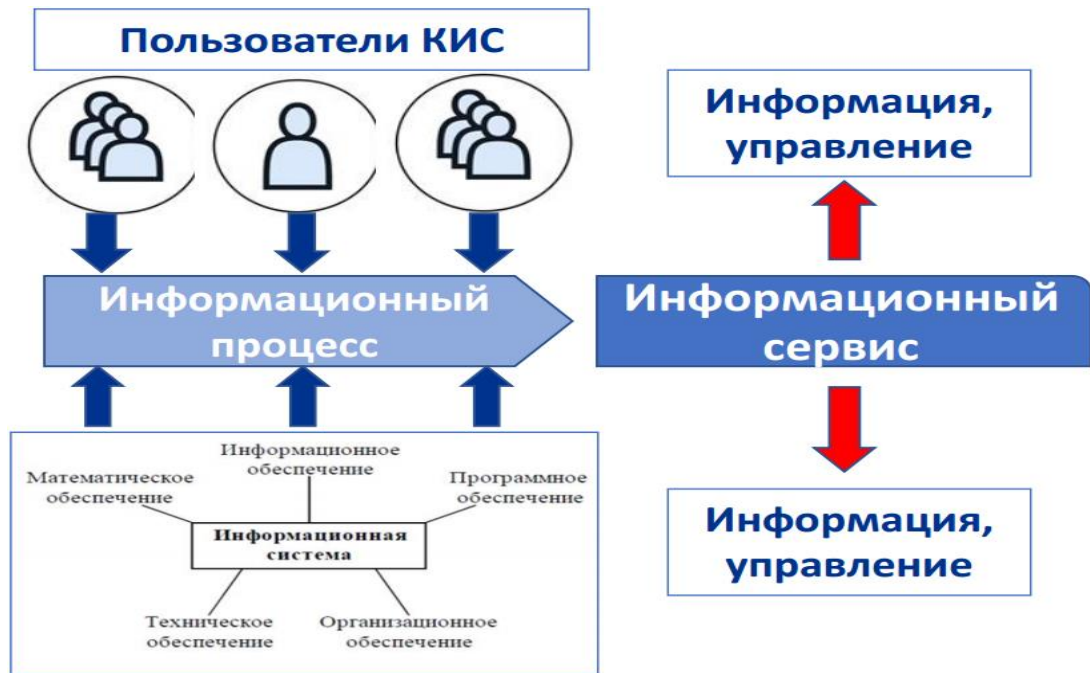 Пользователи КИС
Информация,
управление
Информационный
процесс
Информационный
сервис
Информационное
обеспечение
Математическое
обеспечение
Программное
обеспечение
Информационная
система
Техническое
обеспечение
Организационное
обеспечение
Информация,
управление